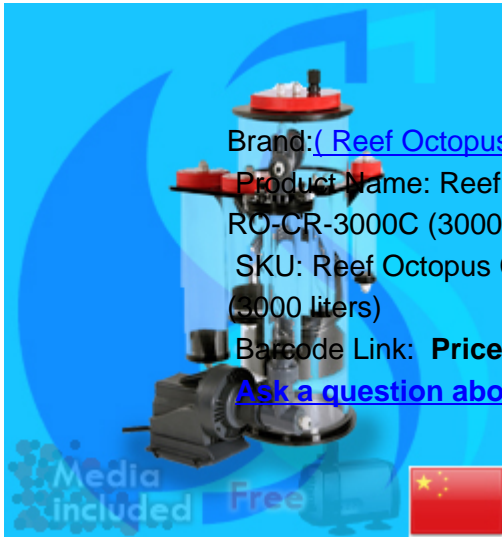 Brand:( Reef Octopus
Product Name: Reef
RO-CR-3000C (3000
SKU: Reef Octopus
(3000 liters)
Barcode Link: Price
Ask a question abo
Media
included
Free